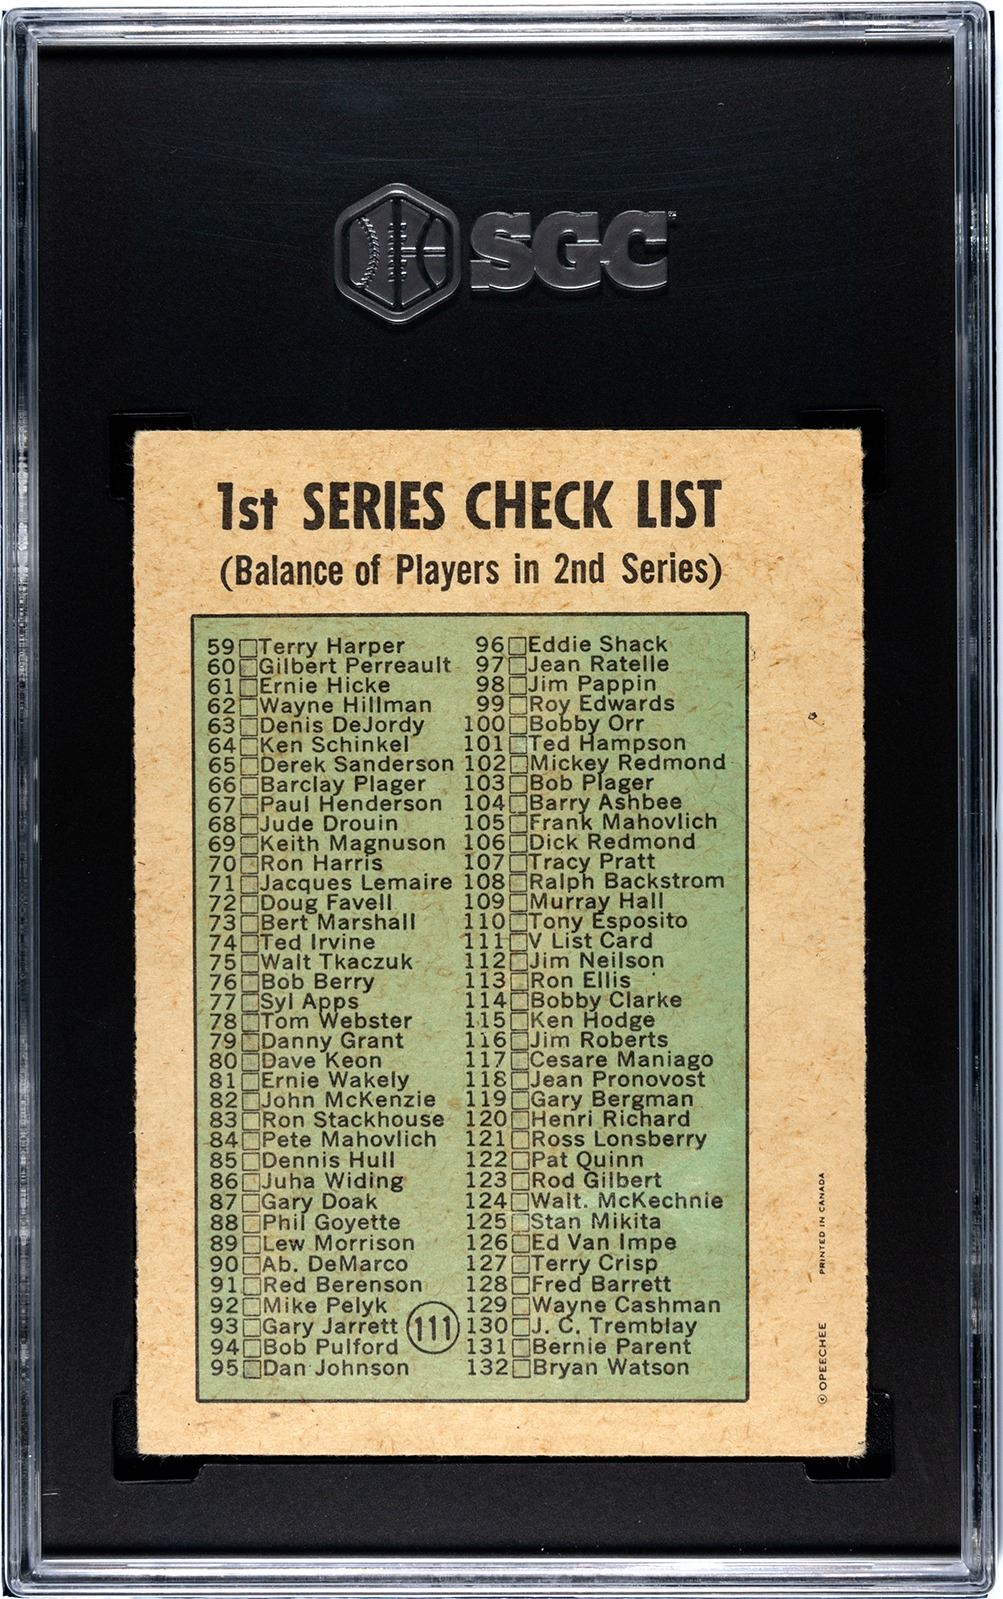 SGC
1st SERIES CHECK LIST
(Balance of Players in 2nd Series)
59 Terry Harper
60 Gilbert Perreault
61 Ernie Hicke
62 Wayne Hillman
63 Denis DeJordy
64 Ken Schinkel
65 Derek Sanderson
66 Barclay Plager
67 Paul Henderson
68 Jude Drouin
69 Keith Magnuson
70 Ron Harris
71 Jacques Lemaire
72 Doug Favell
73 Bert Marshall
74 Ted Irvine
75 Walt Tkaczuk
76 Bob Berry
77 Syl Apps
78 Tom Webster
79 Danny Grant
80 Dave Keon
81 Ernie Wakely
82 John McKenzie
83 Ron Stackhouse
84 Pete Mahovlich
85 Dennis Hull
86 Juha Widing
87 Gary Doak
88 Phil Goyette
89 Lew Morrison
90 Ab. DeMarco
91 Red Berenson
92 Mike Pelyk
93 Gary Jarrett
94 Bob Pulford
95 Dan Johnson
111
96 Eddie Shack
97 Jean Ratelle
98 Jim Pappin
99 Roy Edwards
100 Bobby Orr
101 Ted Hampson
102 Mickey Redmond
103 Bob Plager
104 Barry Ashbee
105 Frank Mahovlich
106 Dick Redmond
107 Tracy Pratt
108 Ralph Backstrom
109 Murray Hall
110 Tony Esposito
111 V List Card
112 Jim Neilson
113 Ron Ellis
114 Bobby Clarke
115 Ken Hodge
116 Jim Roberts
117 Cesare Maniago
118 Jean Pronovost
119 Gary Bergman
120 Henri Richard
121 Ross Lonsberry
122 Pat Quinn
123 Rod Gilbert
124 Walt. McKechnie
125 Stan Mikita
126 Ed Van Impe
127 Terry Crisp
128 Fred Barrett
129 Wayne Cashman
130 J. C. Tremblay
131 Bernie Parent
132 Bryan Watson
© OPEECHEE PRINTED IN CANADA